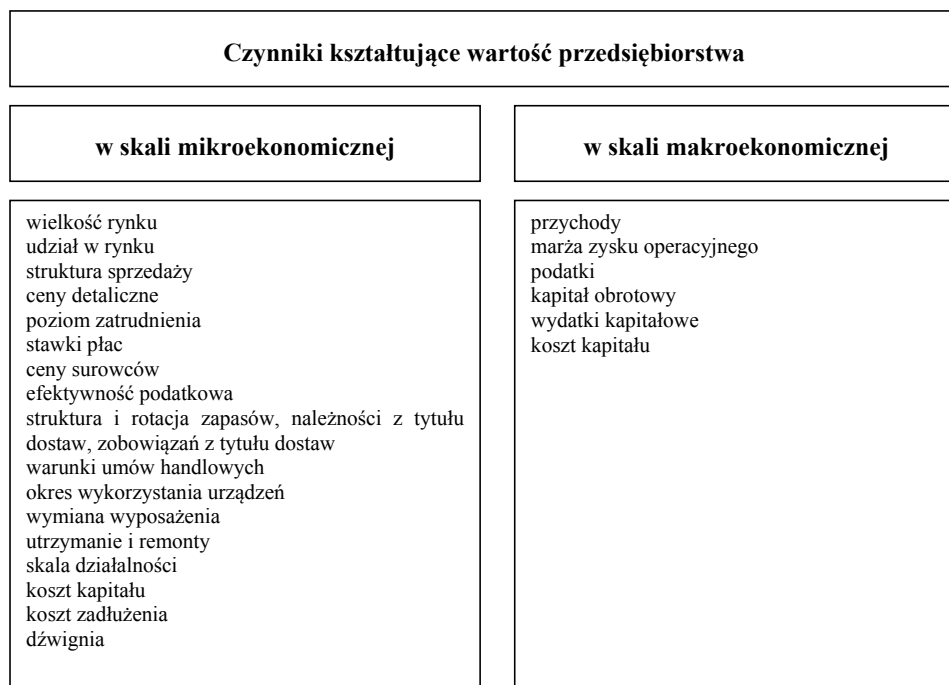 Czynniki kształtujące wartość przedsiębiorstwa
w skali mikroekonomicznej
wielkość rynku
udział w rynku
struktura sprzedaży
ceny detaliczne
poziom zatrudnienia
stawki płac
ceny surowców
efektywność podatkowa
struktura i rotacja zapasów, należności z tytułu
dostaw, zobowiązań z tytułu dostaw
warunki umów handlowych
okres wykorzystania urządzeń
wymiana wyposażenia
utrzymanie i remonty
skala działalności
koszt kapitału
koszt zadłużenia
dźwignia
w skali makroekonomicznej
przychody
marża zysku operacyjnego
podatki
kapitał obrotowy
wydatki kapitałowe
koszt kapitału